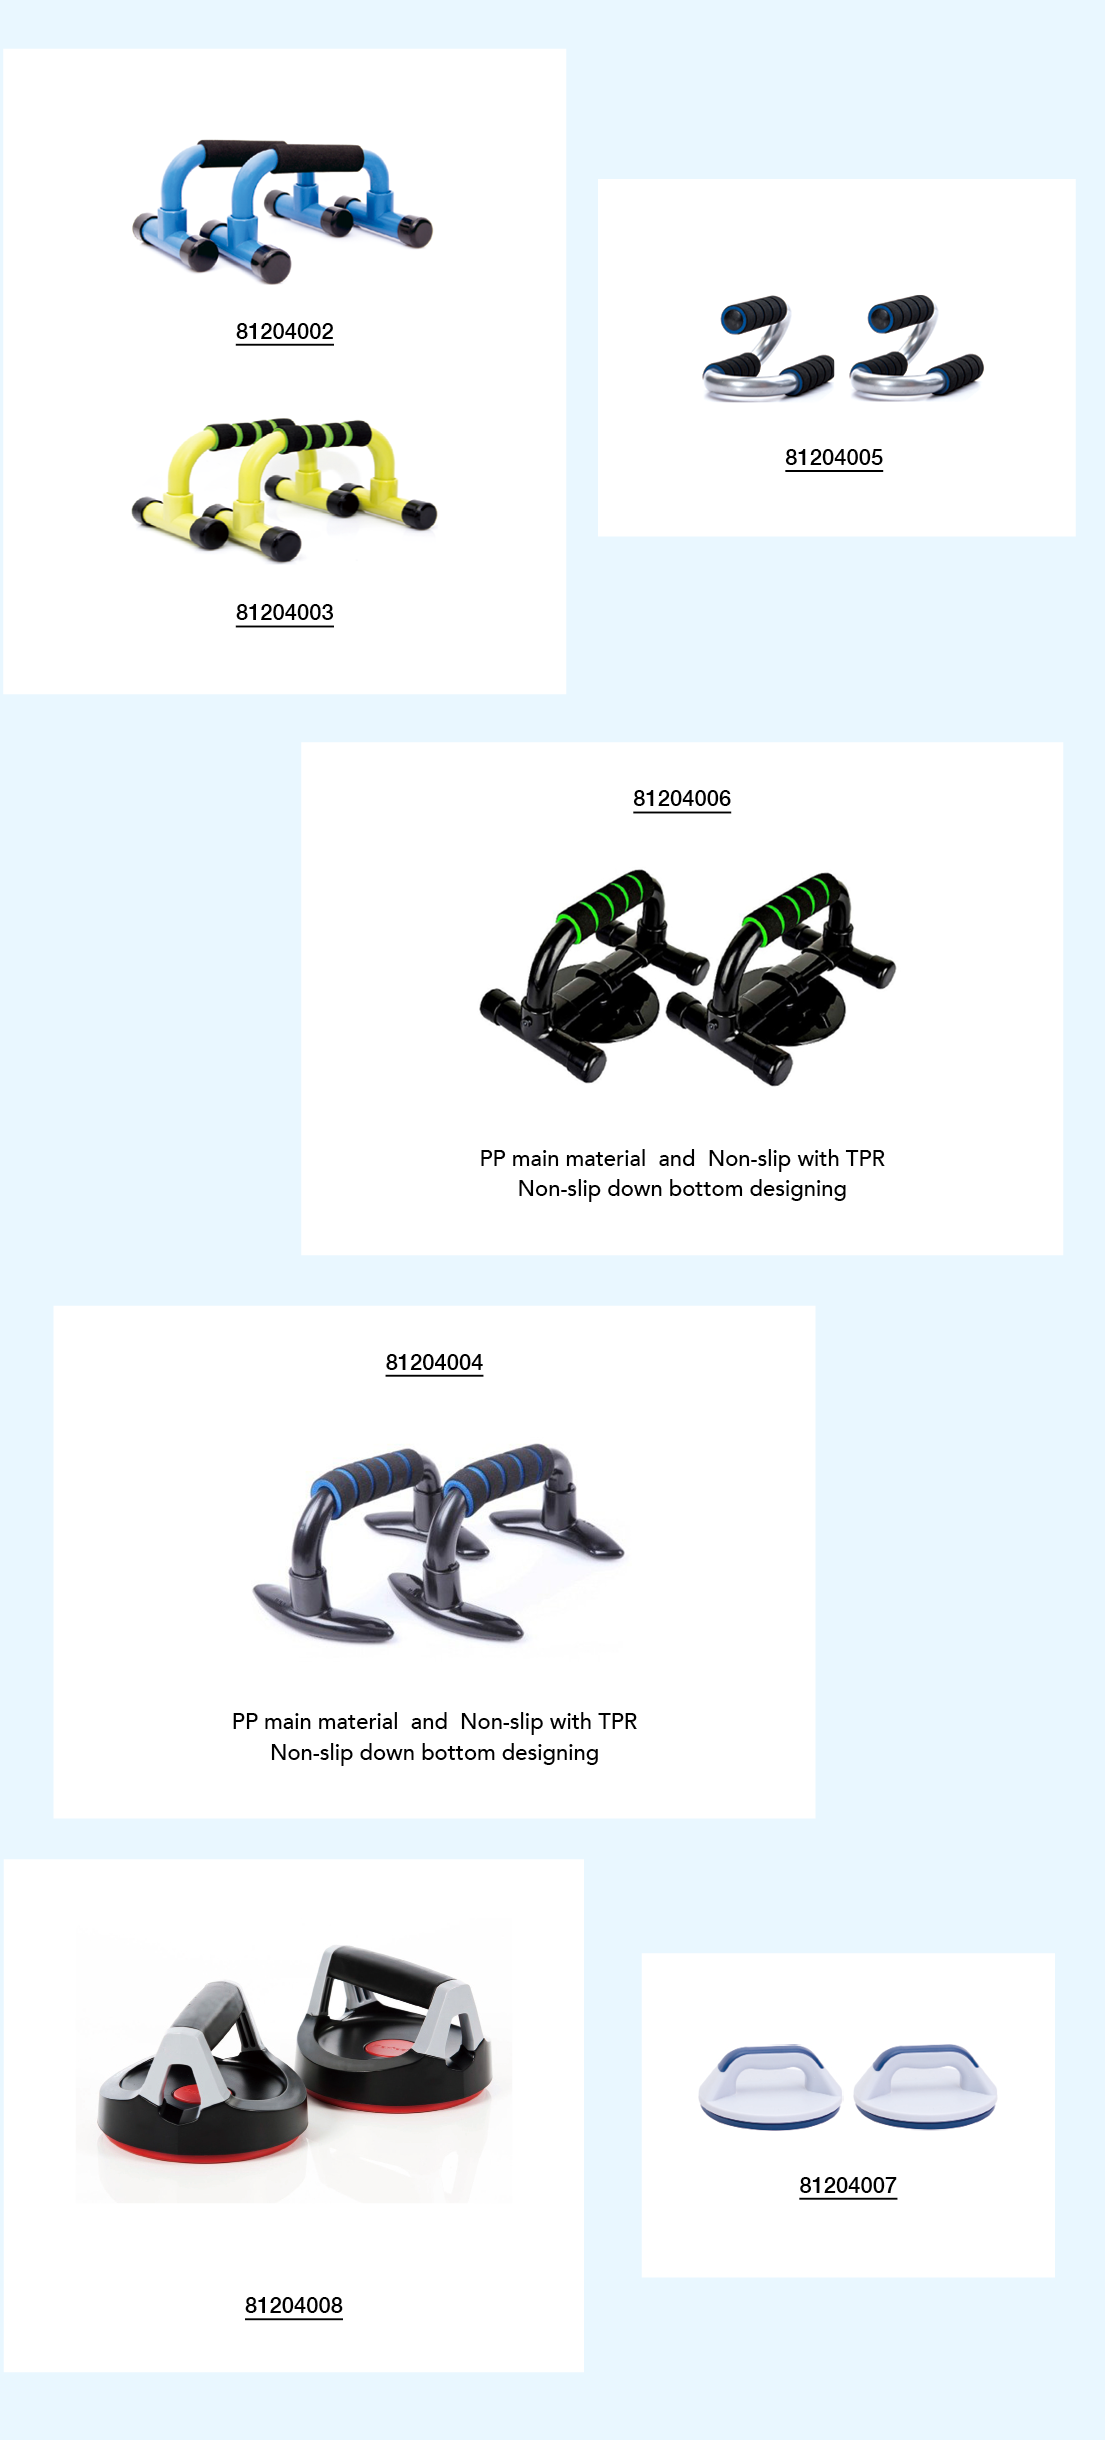 81204002
81204005
81204003
81204006
PP main material  and  Non-slip with TPR
Non-slip down bottom designing
81204004
PP main material  and  Non-slip with TPR
Non-slip down bottom designing
81204007
81204008